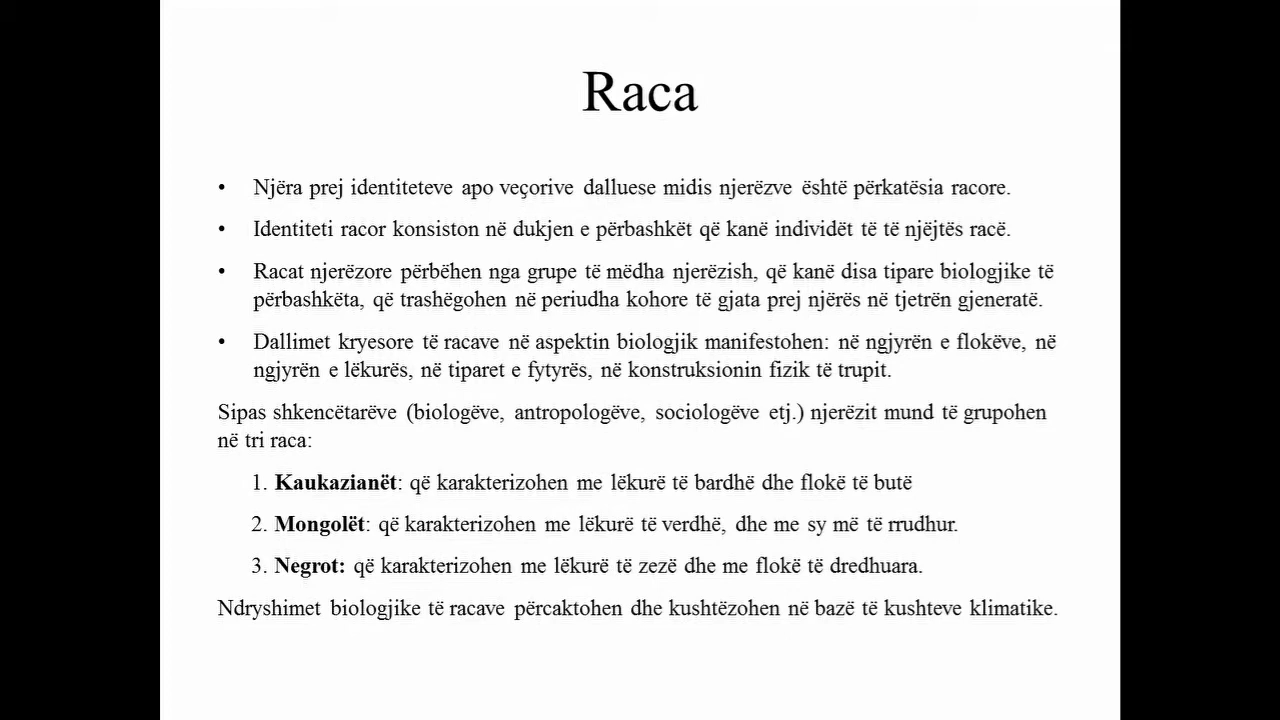 Raca
• Njëra prej identiteteve apo veçorive dalluese midis njerëzve është përkatësia racore.
• Identiteti racor konsiston në dukjen e përbashkët që kanë individët të të njëjtës racë.
• Racat njerëzore përbëhen nga grupe të mëdha njerëzish, që kanë disa tipare biologjike të
përbashkëta, që trashëgohen në periudha kohore të gjata prej njërës në tjetrën gjeneratë.
• Dallimet kryesore të racave në aspektin biologjik manifestohen: në ngjyrën e flokëve, në
ngjyrën e lëkurës, në tiparet e fytyrës, në konstruksionin fizik të trupit.
Sipas shkencëtarëve (biologëve, antropologëve, sociologëve etj.) njerëzit mund të grupohen
në tri raca:
1. Kaukazianët: që karakterizohen me lëkurë të bardhë dhe flokë të butë
2. Mongolët: që karakterizohen me lëkurë të verdhë, dhe me sy më të rrudhur.
3. Negrot: që karakterizohen me lëkurë të zezë dhe me flokë të dredhuara.
Ndryshimet biologjike të racave përcaktohen dhe kushtëzohen në bazë të kushteve klimatike.